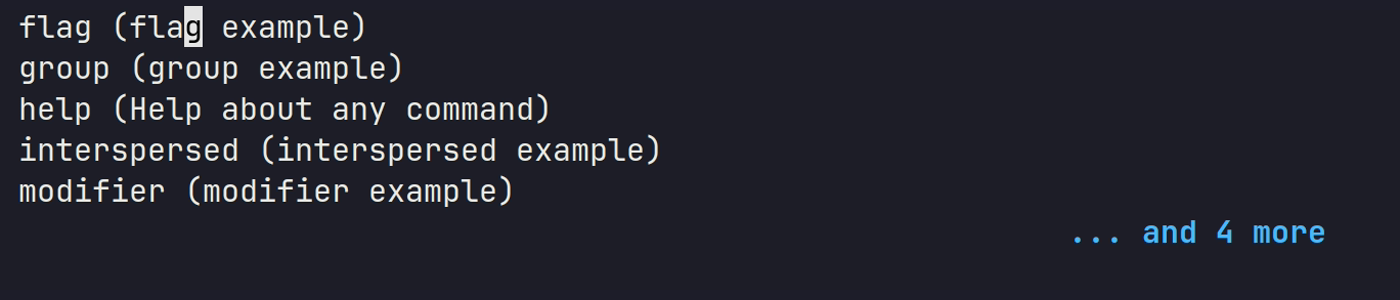 flag (flag example)
group (group example)
help (Help about any command)
interspersed (interspersed example)
modifier (modifier example)
... and 4 more